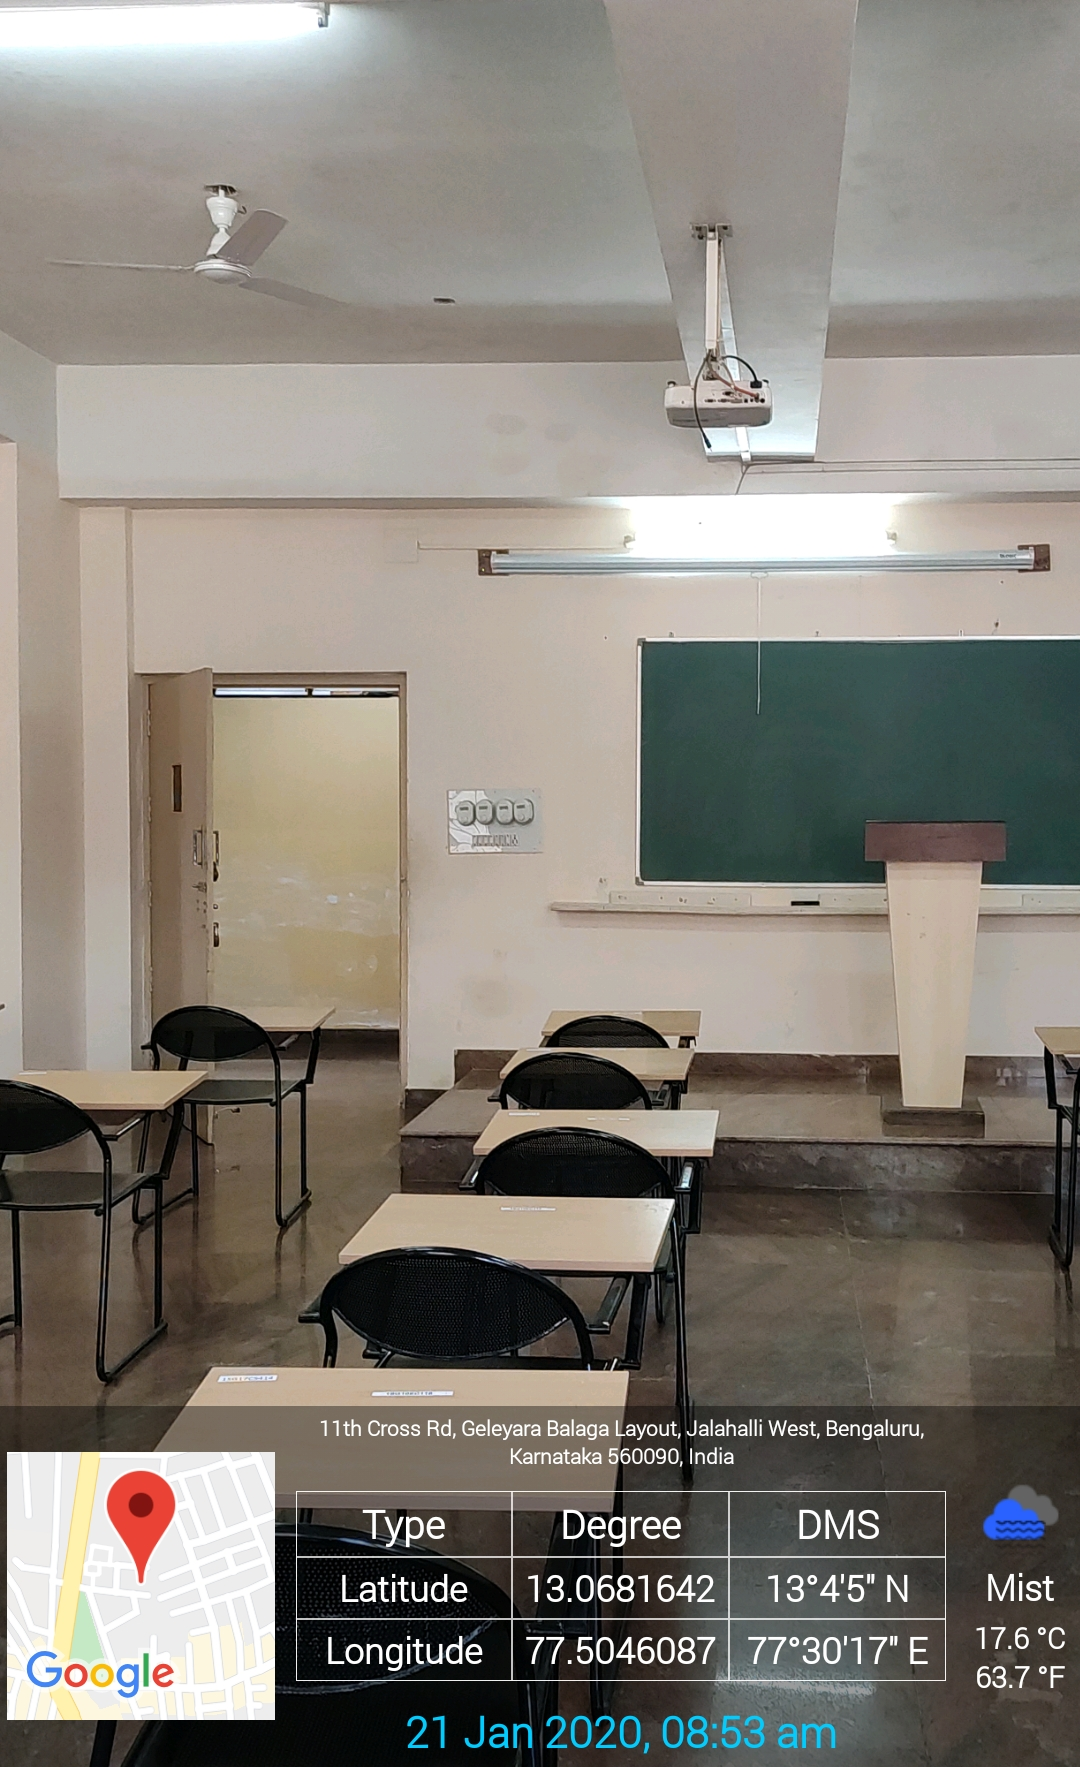 11th Cross Rd, Geleyara Balaga Layout, Jalahalli West, Bengaluru,
Karnataka 560090, India
Type Degree DMS
Latitude 13.0681642 13°4'5" N
Longitude 77.5046087 77°30'17" E
Mist
17.6 °C
63.7 °F
Google
21 Jan 2020, 08:53 am